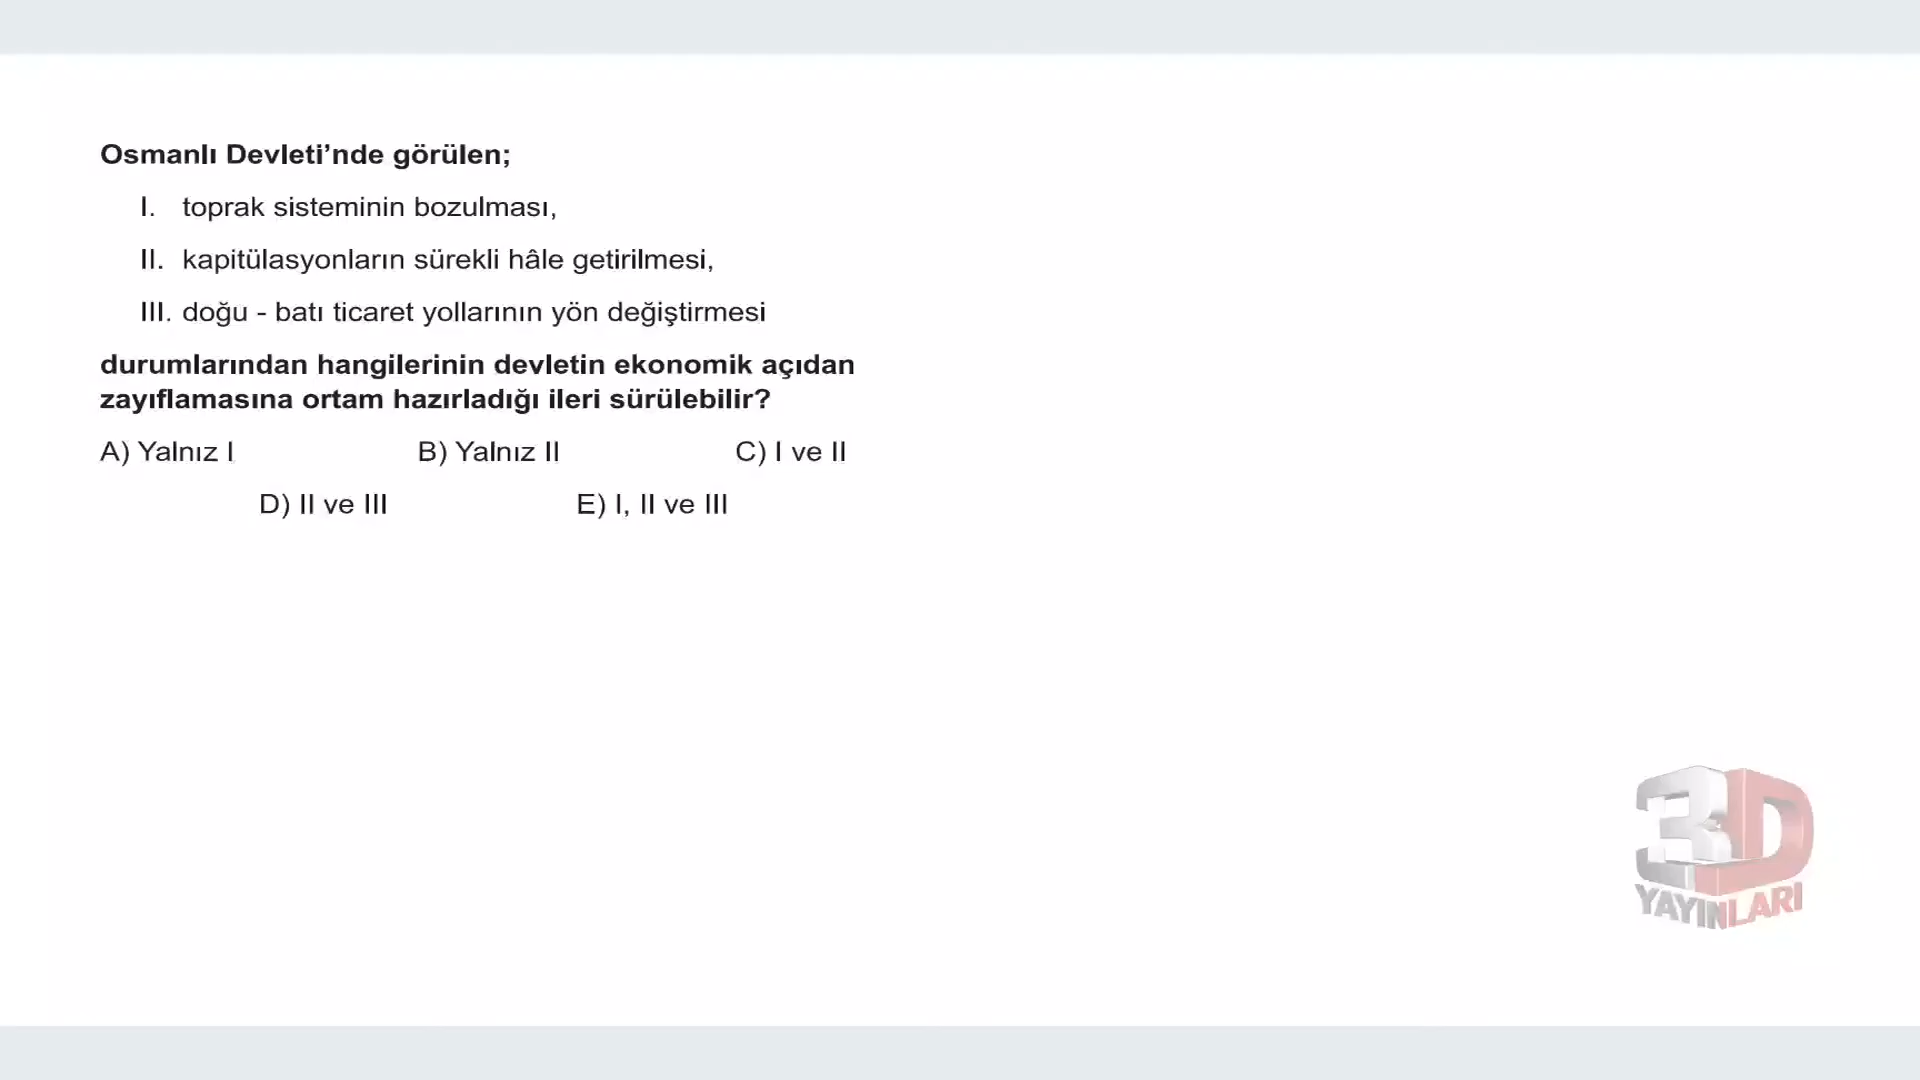 Osmanlı Devleti’nde görülen;
I. toprak sisteminin bozulması,
II. kapitülasyonların sürekli hâle getirilmesi,
III. doğu - batı ticaret yollarının yön değiştirmesi
durumlarından hangilerinin devletin ekonomik açıdan
zayıflamasına ortam hazırladığı ileri sürülebilir?
A) Yalnız I B) Yalnız II C) I ve II
D) II ve III E) I, II ve III
3D
YAYINLARI